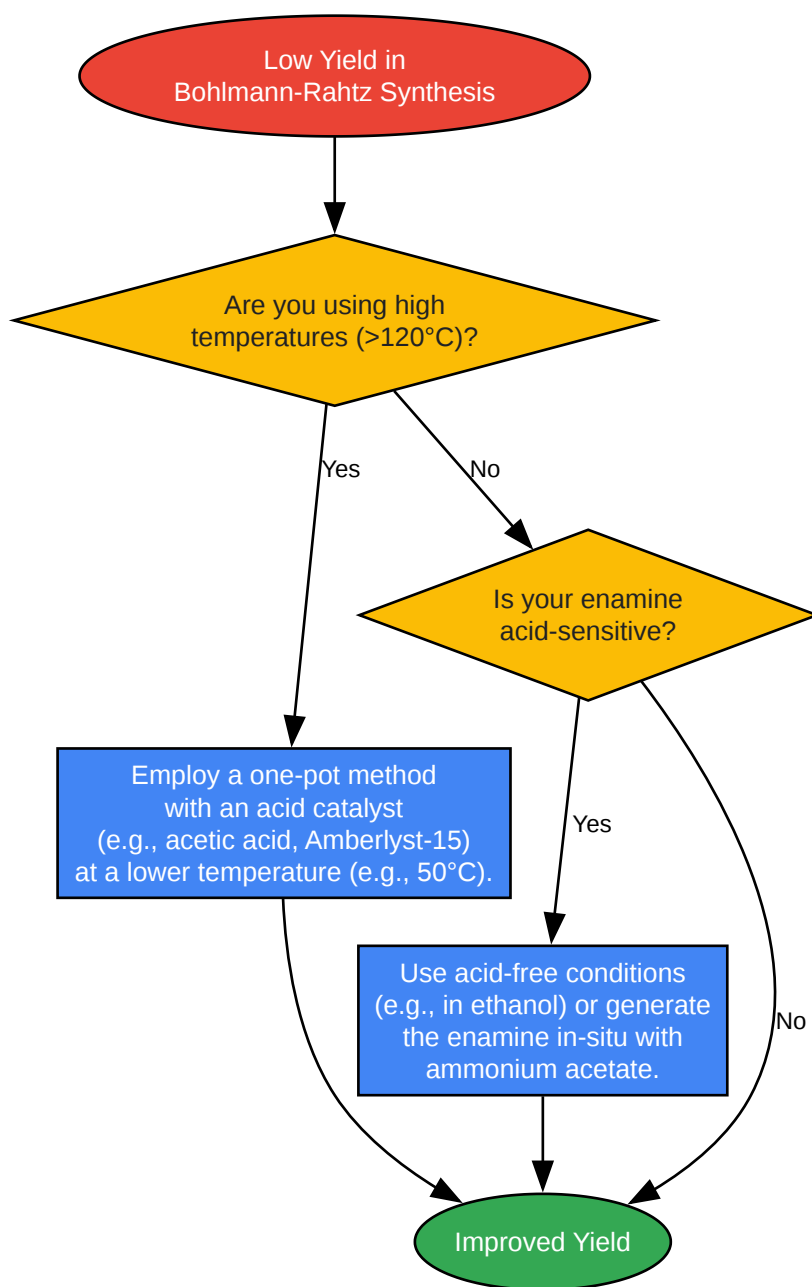 Low Yield in
Bohlmann-Rahtz Synthesis
Are you using high
temperatures (>120°C)?
Yes
No
Is your enamine
acid-sensitive?
Employ a one-pot method
with an acid catalyst
(e.g., acetic acid, Amberlyst-15)
at a lower temperature (e.g., 50°C).
Yes
Use acid-free conditions
(e.g., in ethanol) or generate
the enamine in-situ with
ammonium acetate.
No
Improved Yield